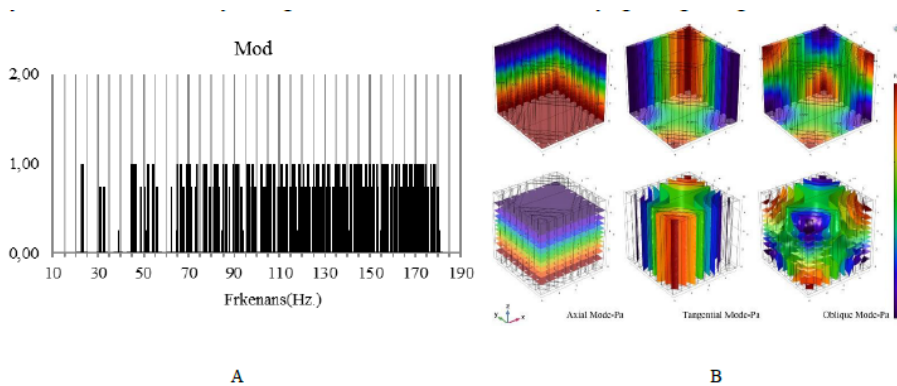 Mod
2,00
1,00
0,00
10 30 50 70 90 110 130 150 170 190
Frkenans(Hz.)
A
z
y x
Axial Mode-Pa Tangential Mode-Pa Oblique Mode-Pa
B